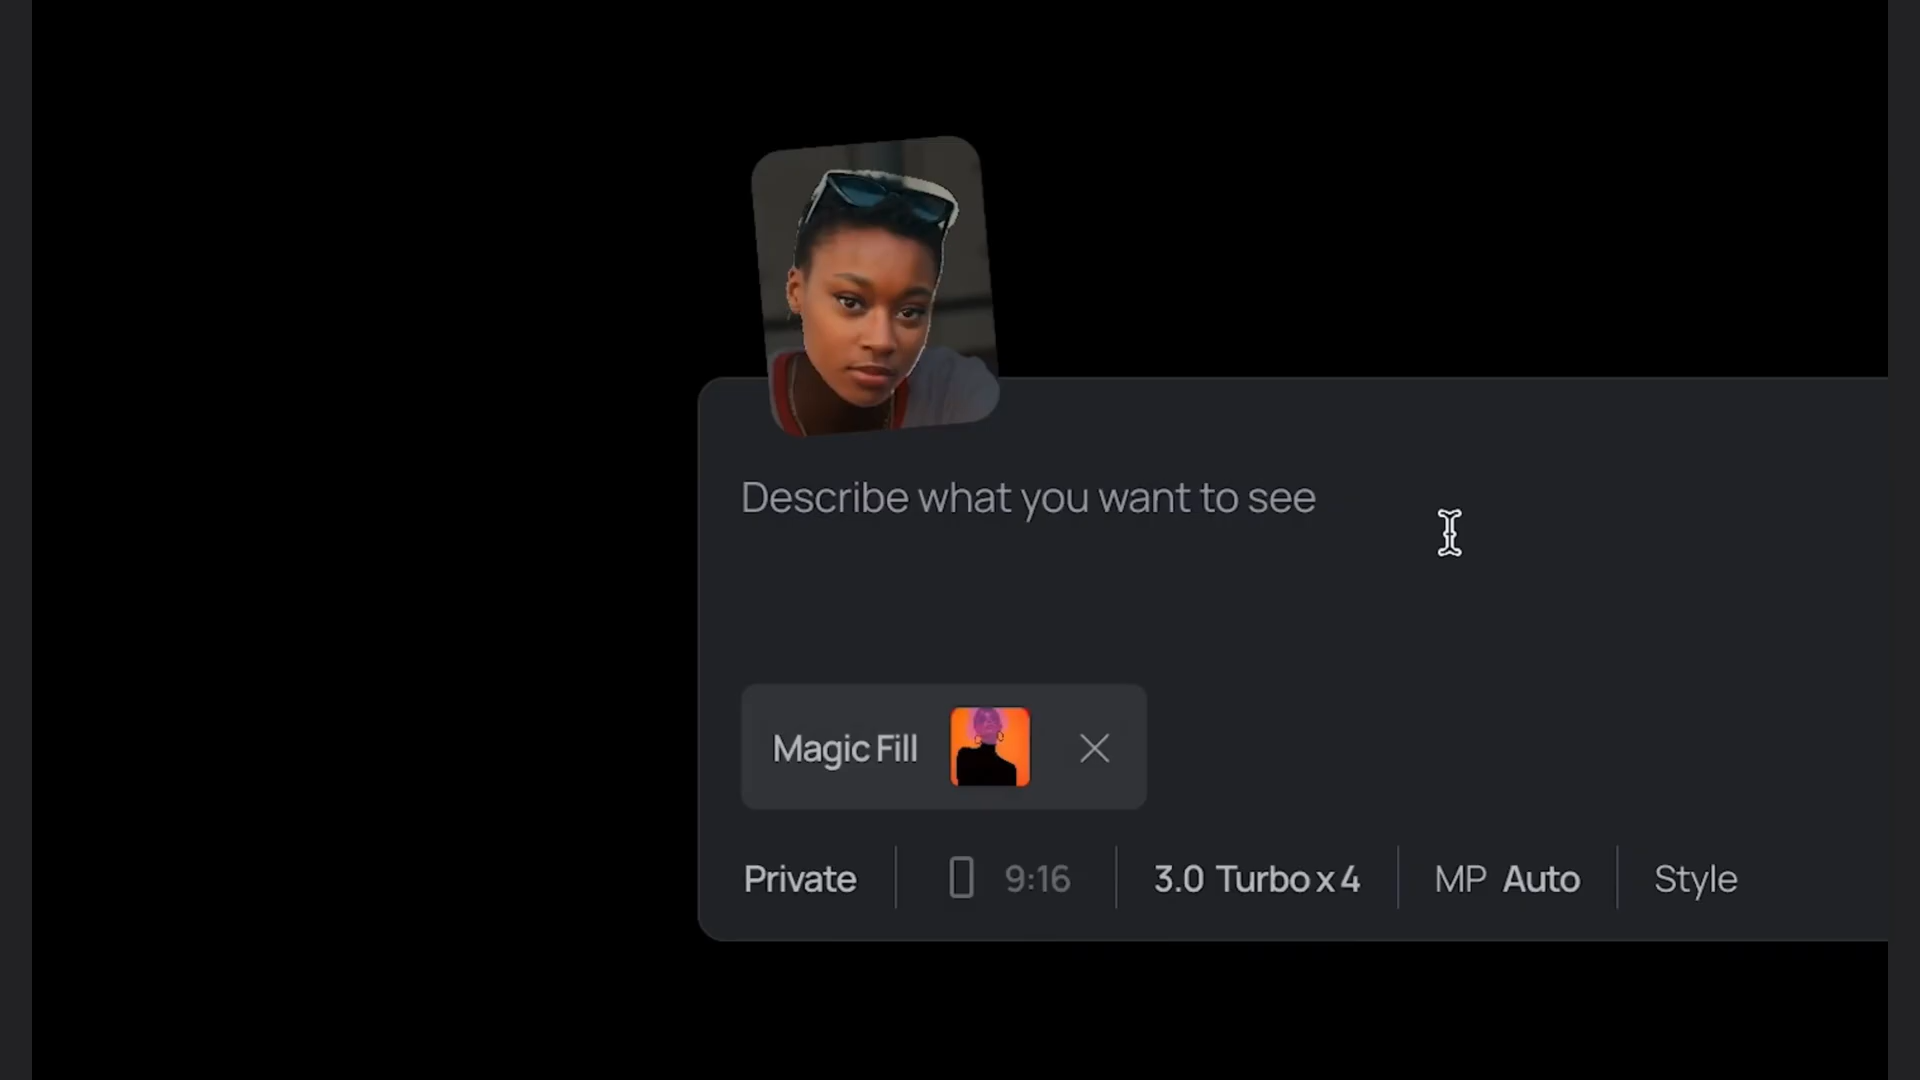 Describe what you want to see
Magic Fill
Private 9:16 3.0 Turbo x 4 MP Auto Style